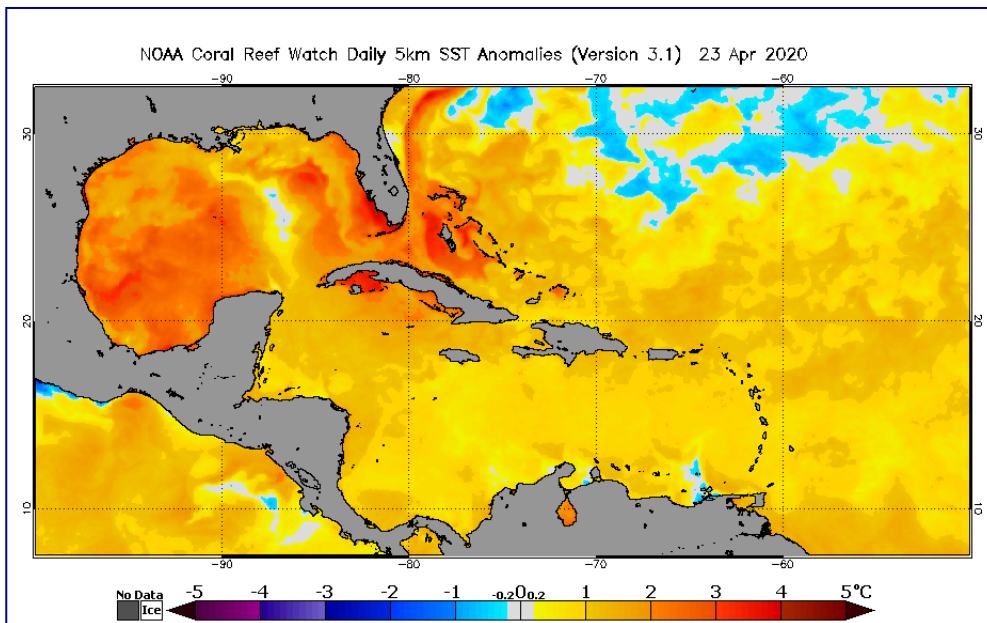 NOAA Coral Reef Watch Daily 5km SST Anomalies (Version 3.1) 23 Apr 2020
-90 -80 -70 -60
30 30
20 20
10 10
-90 -80 -70 -60
No Data
Ice
-5 -4 -3 -2 -1 -0.2 0 0.2 1 2 3 4 5°C